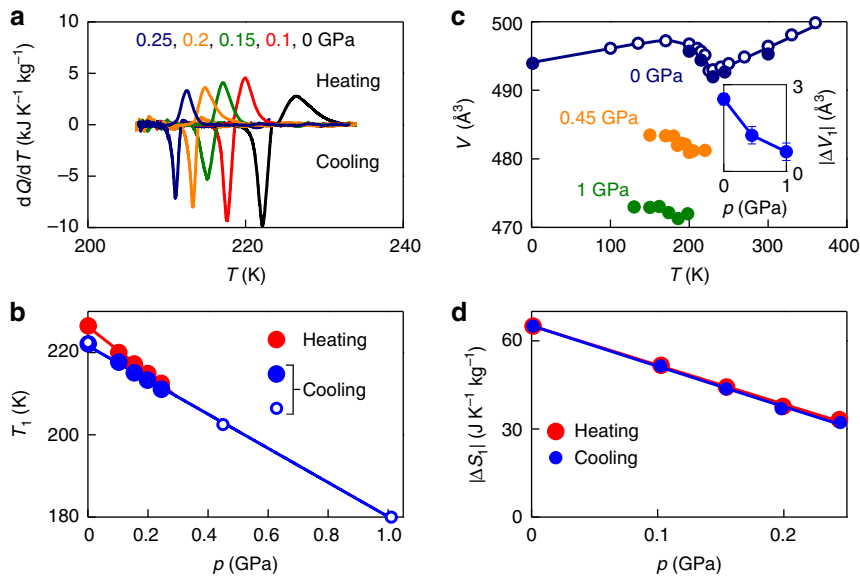 a
0.25, 0.2, 0.15, 0.1, 0 GPa
Heating
Cooling
dQ/dT (kJ K⁻¹ kg⁻¹)
10
5
0
−5
−10
200
220
240
T (K)
c
500
490
480
470
V (Å³)
0 GPa
0.45 GPa
1 GPa
3
0
|ΔV₁| (Å³)
0
1
p (GPa)
0
100
200
300
400
T (K)
b
Heating
Cooling
220
200
180
T₁ (K)
0
0.2
0.4
0.6
0.8
1.0
p (GPa)
d
60
30
0
|ΔS₁| (J K⁻¹ kg⁻¹)
Heating
Cooling
0
0.1
0.2
p (GPa)